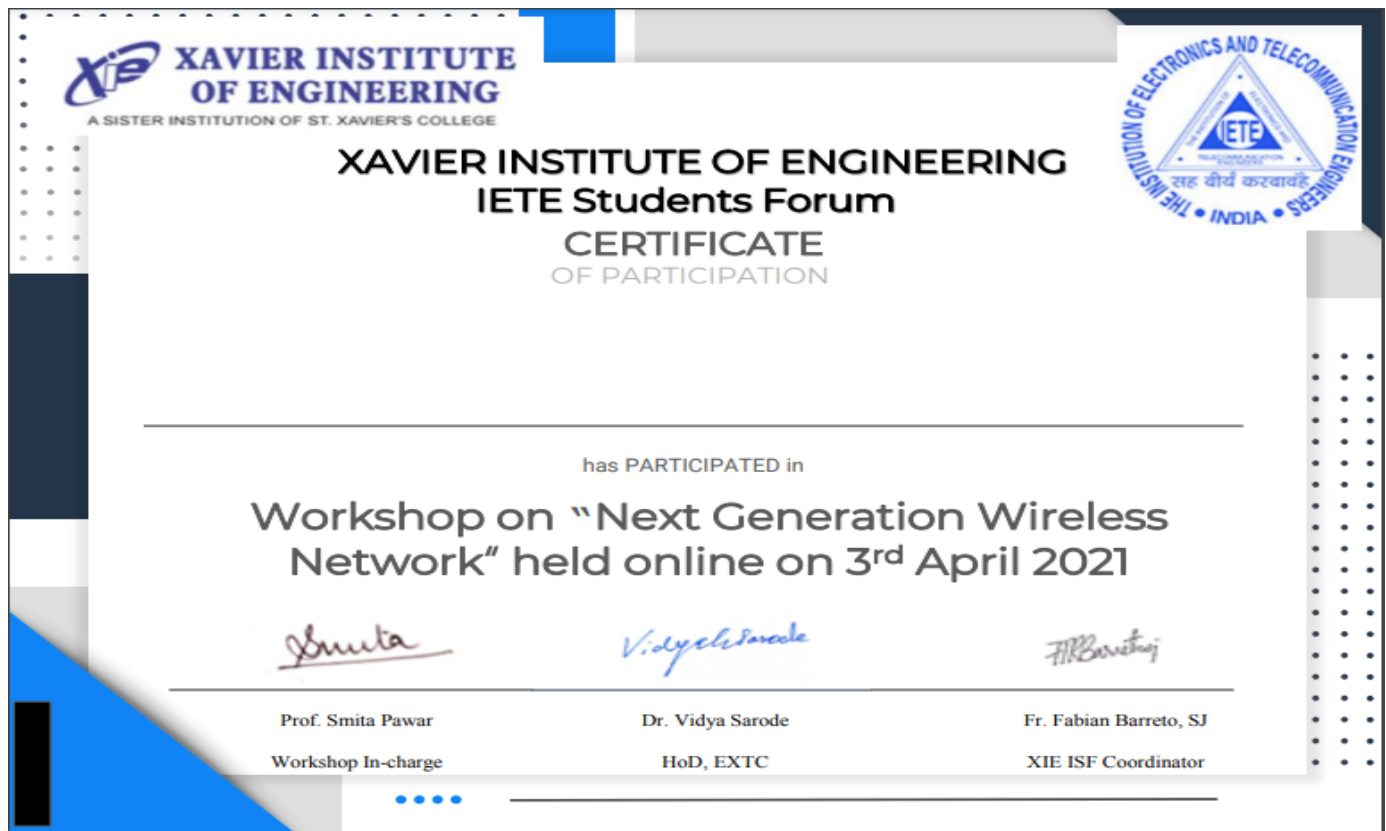 XAVIER INSTITUTE
OF ENGINEERING
A SISTER INSTITUTION OF ST. XAVIER'S COLLEGE
THE INSTITUTION OF ELECTRONICS AND TELECOMMUNICATION ENGINEERS • INDIA •
IETE
सह वीर्य करवावहै
XAVIER INSTITUTE OF ENGINEERING
IETE Students Forum
CERTIFICATE
OF PARTICIPATION
has PARTICIPATED in
Workshop on “Next Generation Wireless
Network” held online on 3rd April 2021
Smita
Vidya Sarode
Prof. Smita Pawar Dr. Vidya Sarode Fr. Fabian Barreto, SJ
Workshop In-charge HoD, EXTC XIE ISF Coordinator